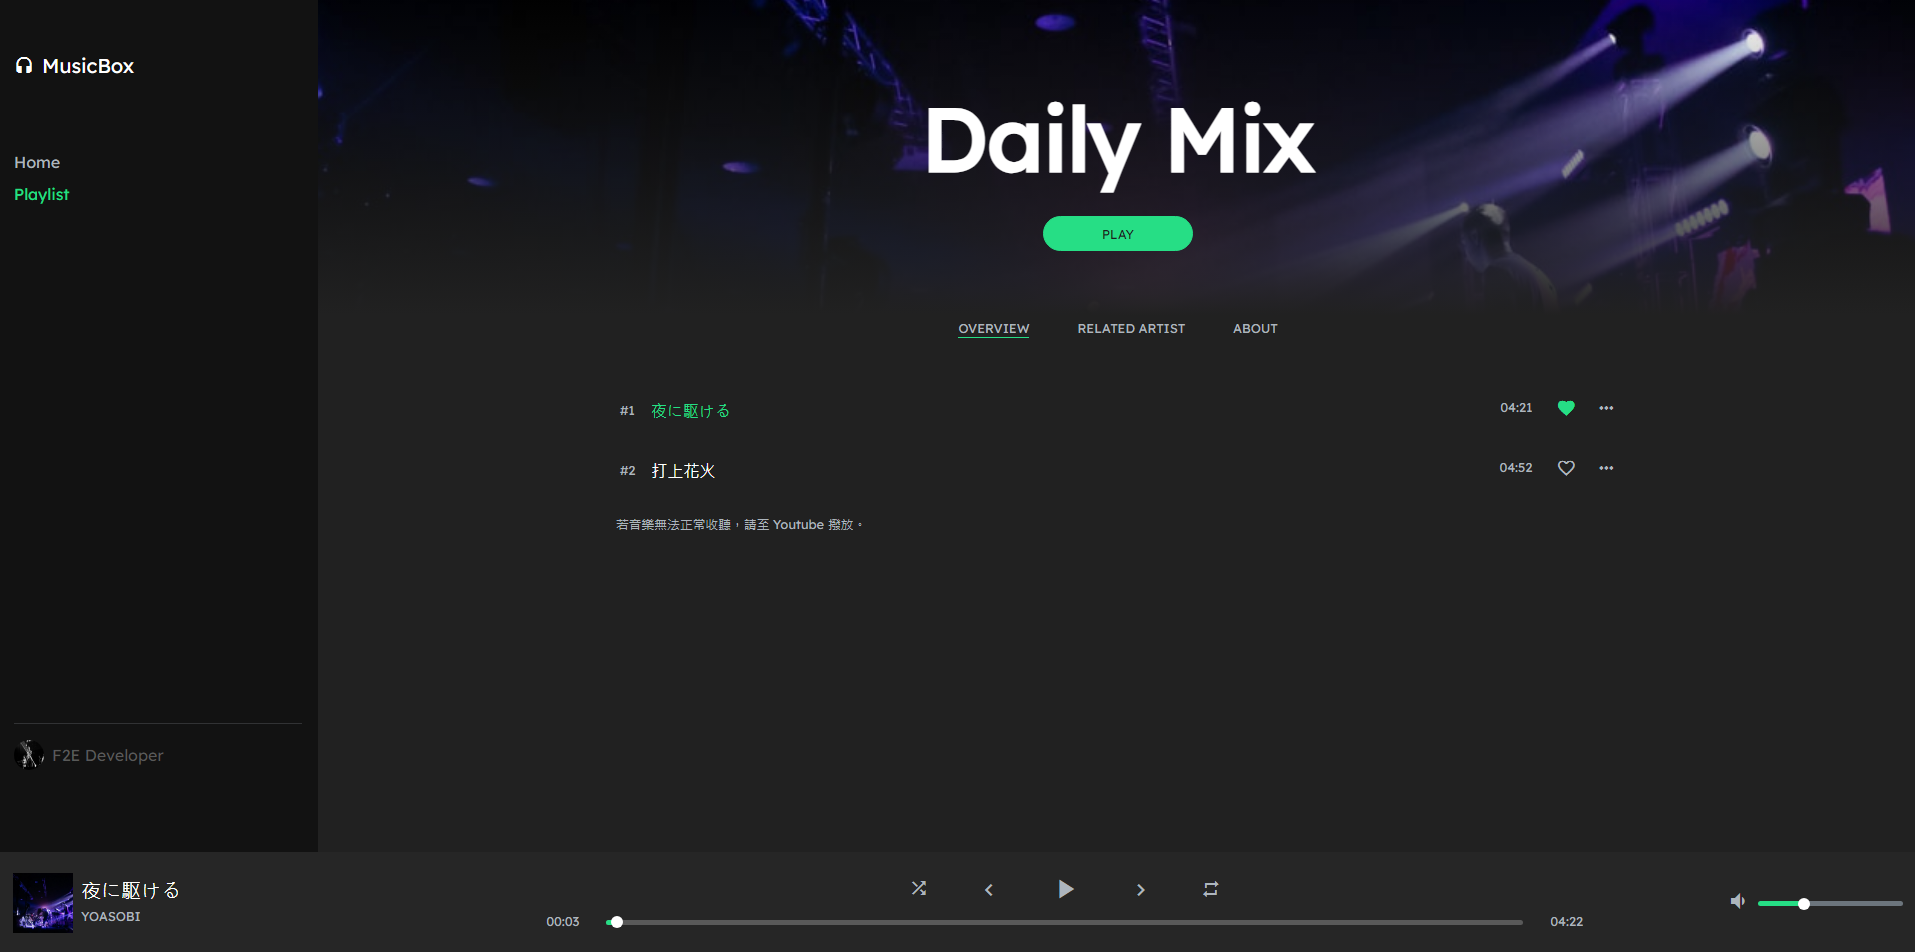 MusicBox
Home
Playlist
F2E Developer
Daily Mix
PLAY
OVERVIEW RELATED ARTIST ABOUT
#1 夜に駆ける 04:21
#2 打上花火 04:52
若音樂無法正常收聽，請至 Youtube 撥放。
夜に駆ける
YOASOBI
00:03 04:22